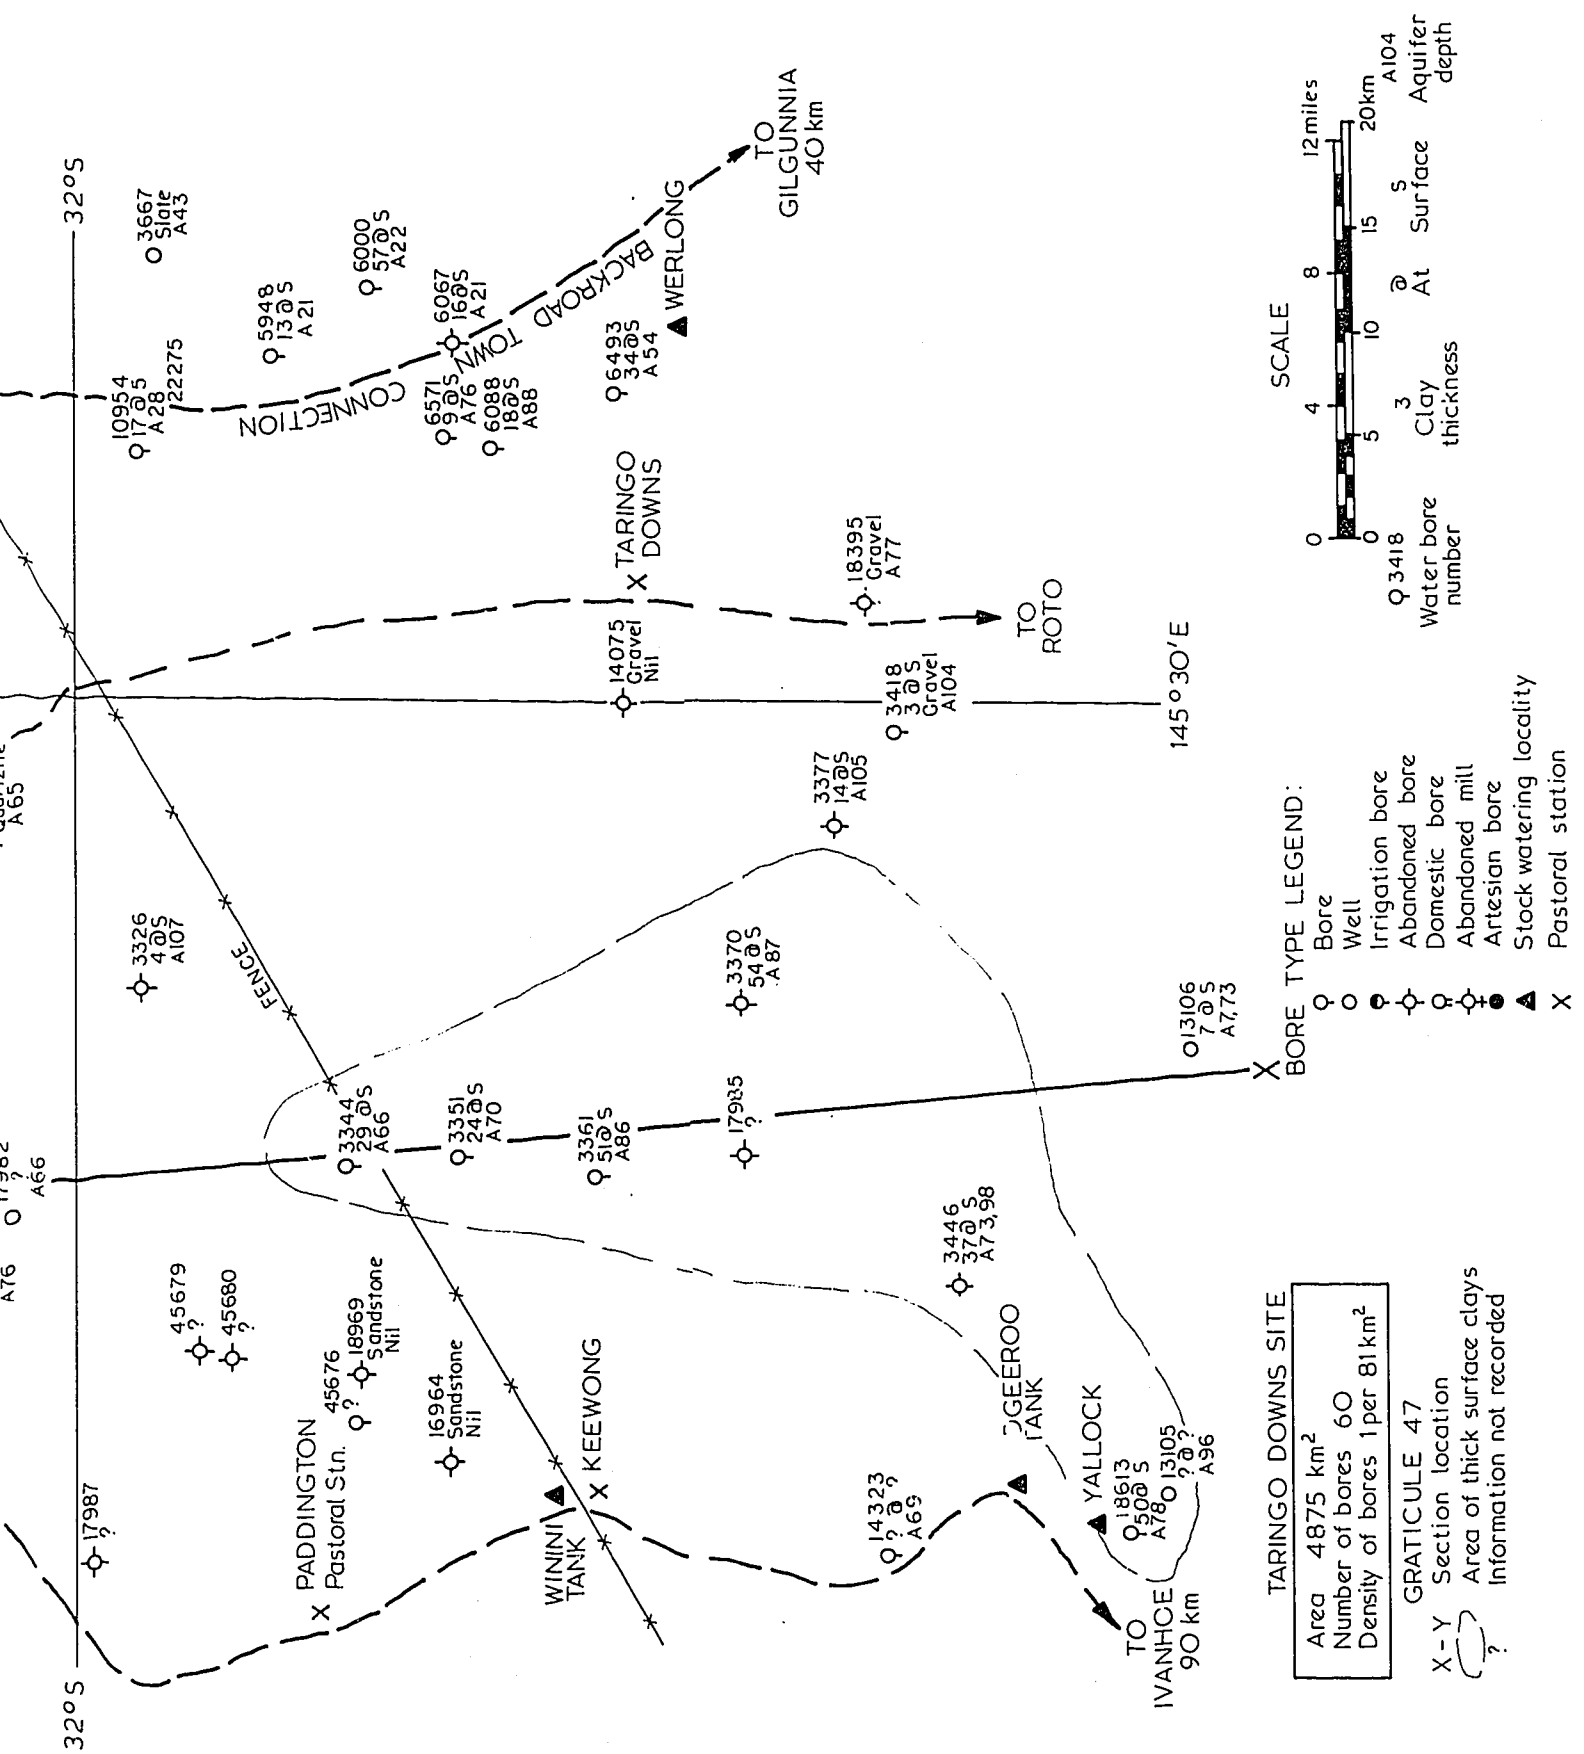 32°S
32°S
A76
A66
?
A65
17987
?
45679
?
45680
?
3326
4@S
A107
10954
17@S
A28
22275
3667
Slate
A43
5948
13@S
A21
6000
57@S
A22
PADDINGTON
Pastoral Stn.
45676
?
18969
Sandstone
Nil
16964
Sandstone
Nil
FENCE
3344
29@S
A66
3351
24@S
A70
3361
51@S
A86
CONNECTION TOWN BACKROAD
6067
16@S
A21
6571
9@S
A76
6088
18@S
A88
6493
34@S
A54
WERLONG
TO
GILGUNNIA
40km
WININI
TANK
KEEWONG
17985
?
3370
54@S
A87
14075
Gravel
Nil
TARINGO
DOWNS
3377
14@S
A105
3418
3@S
Gravel
A104
18395
Gravel
A77
?
TO
ROTO
14323
?@?
A69
3446
37@S
A73,98
TANK
YALLOCK
18613
50@S
A78
13105
?@?
A96
13106
7@S
A7,73
TO
IVANHOE
90 km
X
145°30'E
TARINGO DOWNS SITE
Area 4875 km²
Number of bores 60
Density of bores 1per 81km²
GRATICULE 47
X-Y Section location
Area of thick surface clays
? Information not recorded
BORE TYPE LEGEND:
Bore
Well
Irrigation bore
Abandoned bore
Domestic bore
Abandoned mill
Artesian bore
Stock watering locality
X Pastoral station
SCALE
0 4 8 12miles
0 5 10 15 20km
3418 3 @ S A104
Water bore Clay At Surface Aquifer
number thickness depth